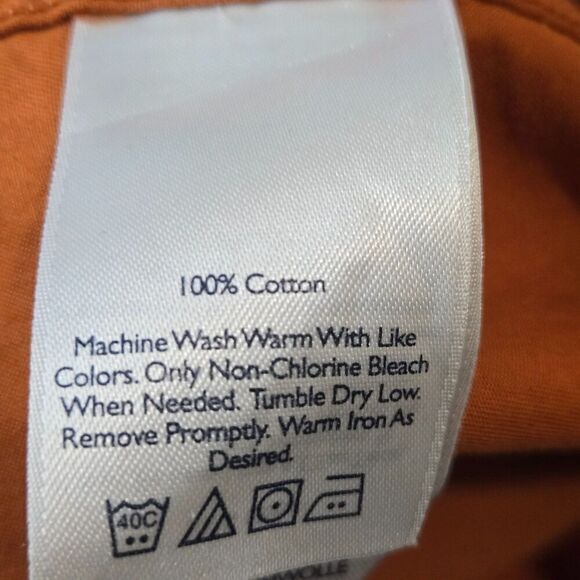 100% Cotton
Machine Wash Warm With Like
Colors. Only Non-Chlorine Bleach
When Needed. Tumble Dry Low.
Remove Promptly. Warm Iron As
Desired.
40C
WOLLE